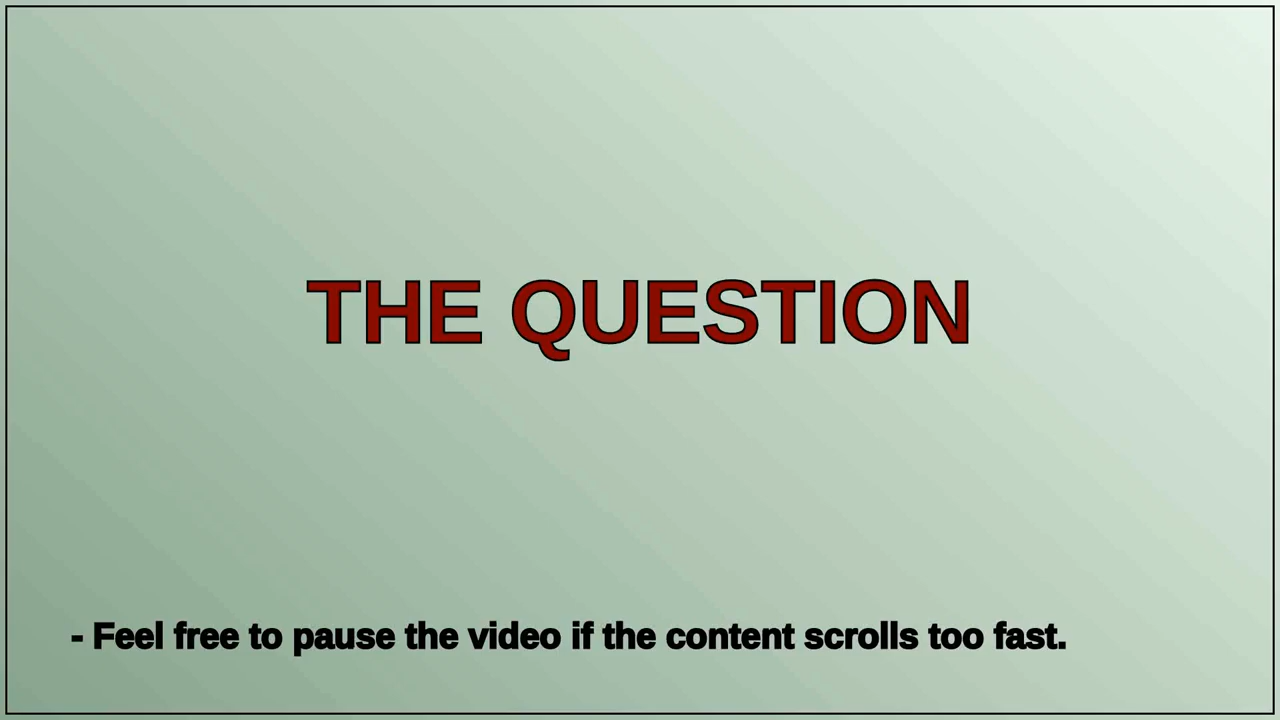 THE QUESTION
- Feel free to pause the video if the content scrolls too fast.